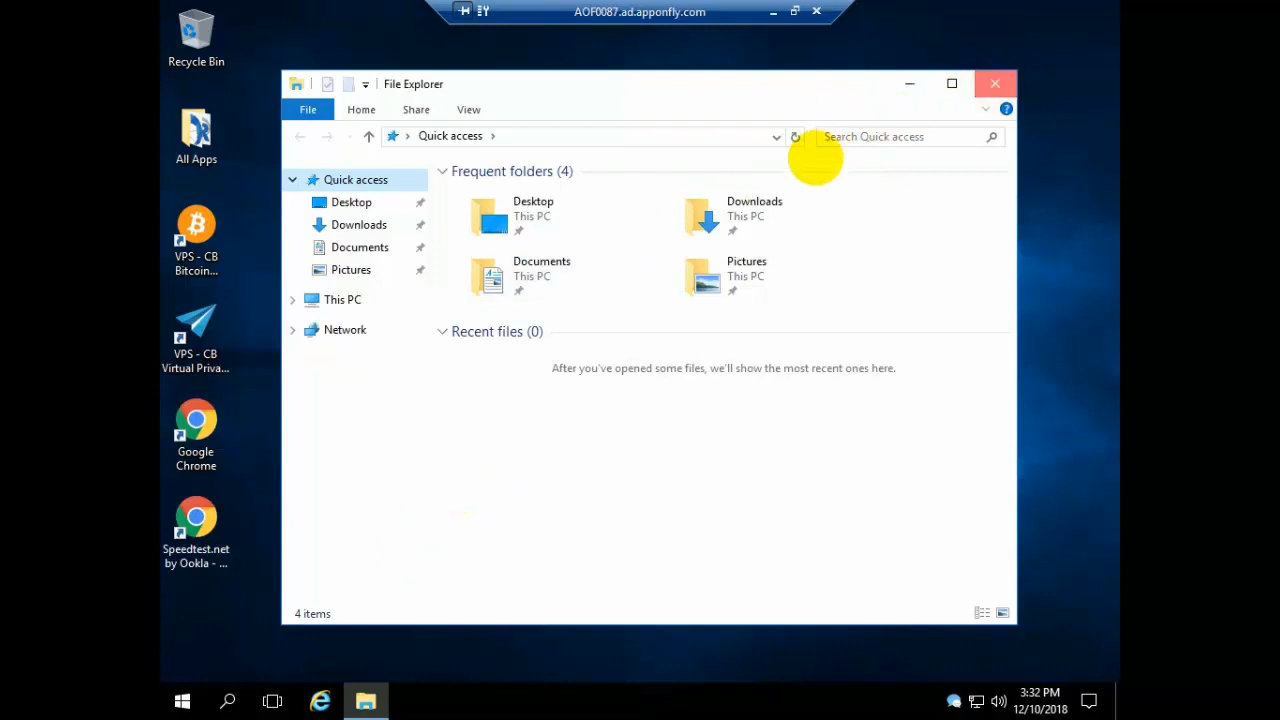 AOF0087.ad.apponfly.com
Recycle Bin
All Apps
VPS - CB
Bitcoin...
VPS - CB
Virtual Priva...
Google
Chrome
Speedtest.net
by Ookla - ...
File Explorer
File
Home
Share
View
Quick access
Search Quick access
Quick access
Desktop
Downloads
Documents
Pictures
This PC
Network
Frequent folders (4)
Desktop
This PC
Downloads
This PC
Documents
This PC
Pictures
This PC
Recent files (0)
After you've opened some files, we'll show the most recent ones here.
4 items
3:32 PM
12/10/2018